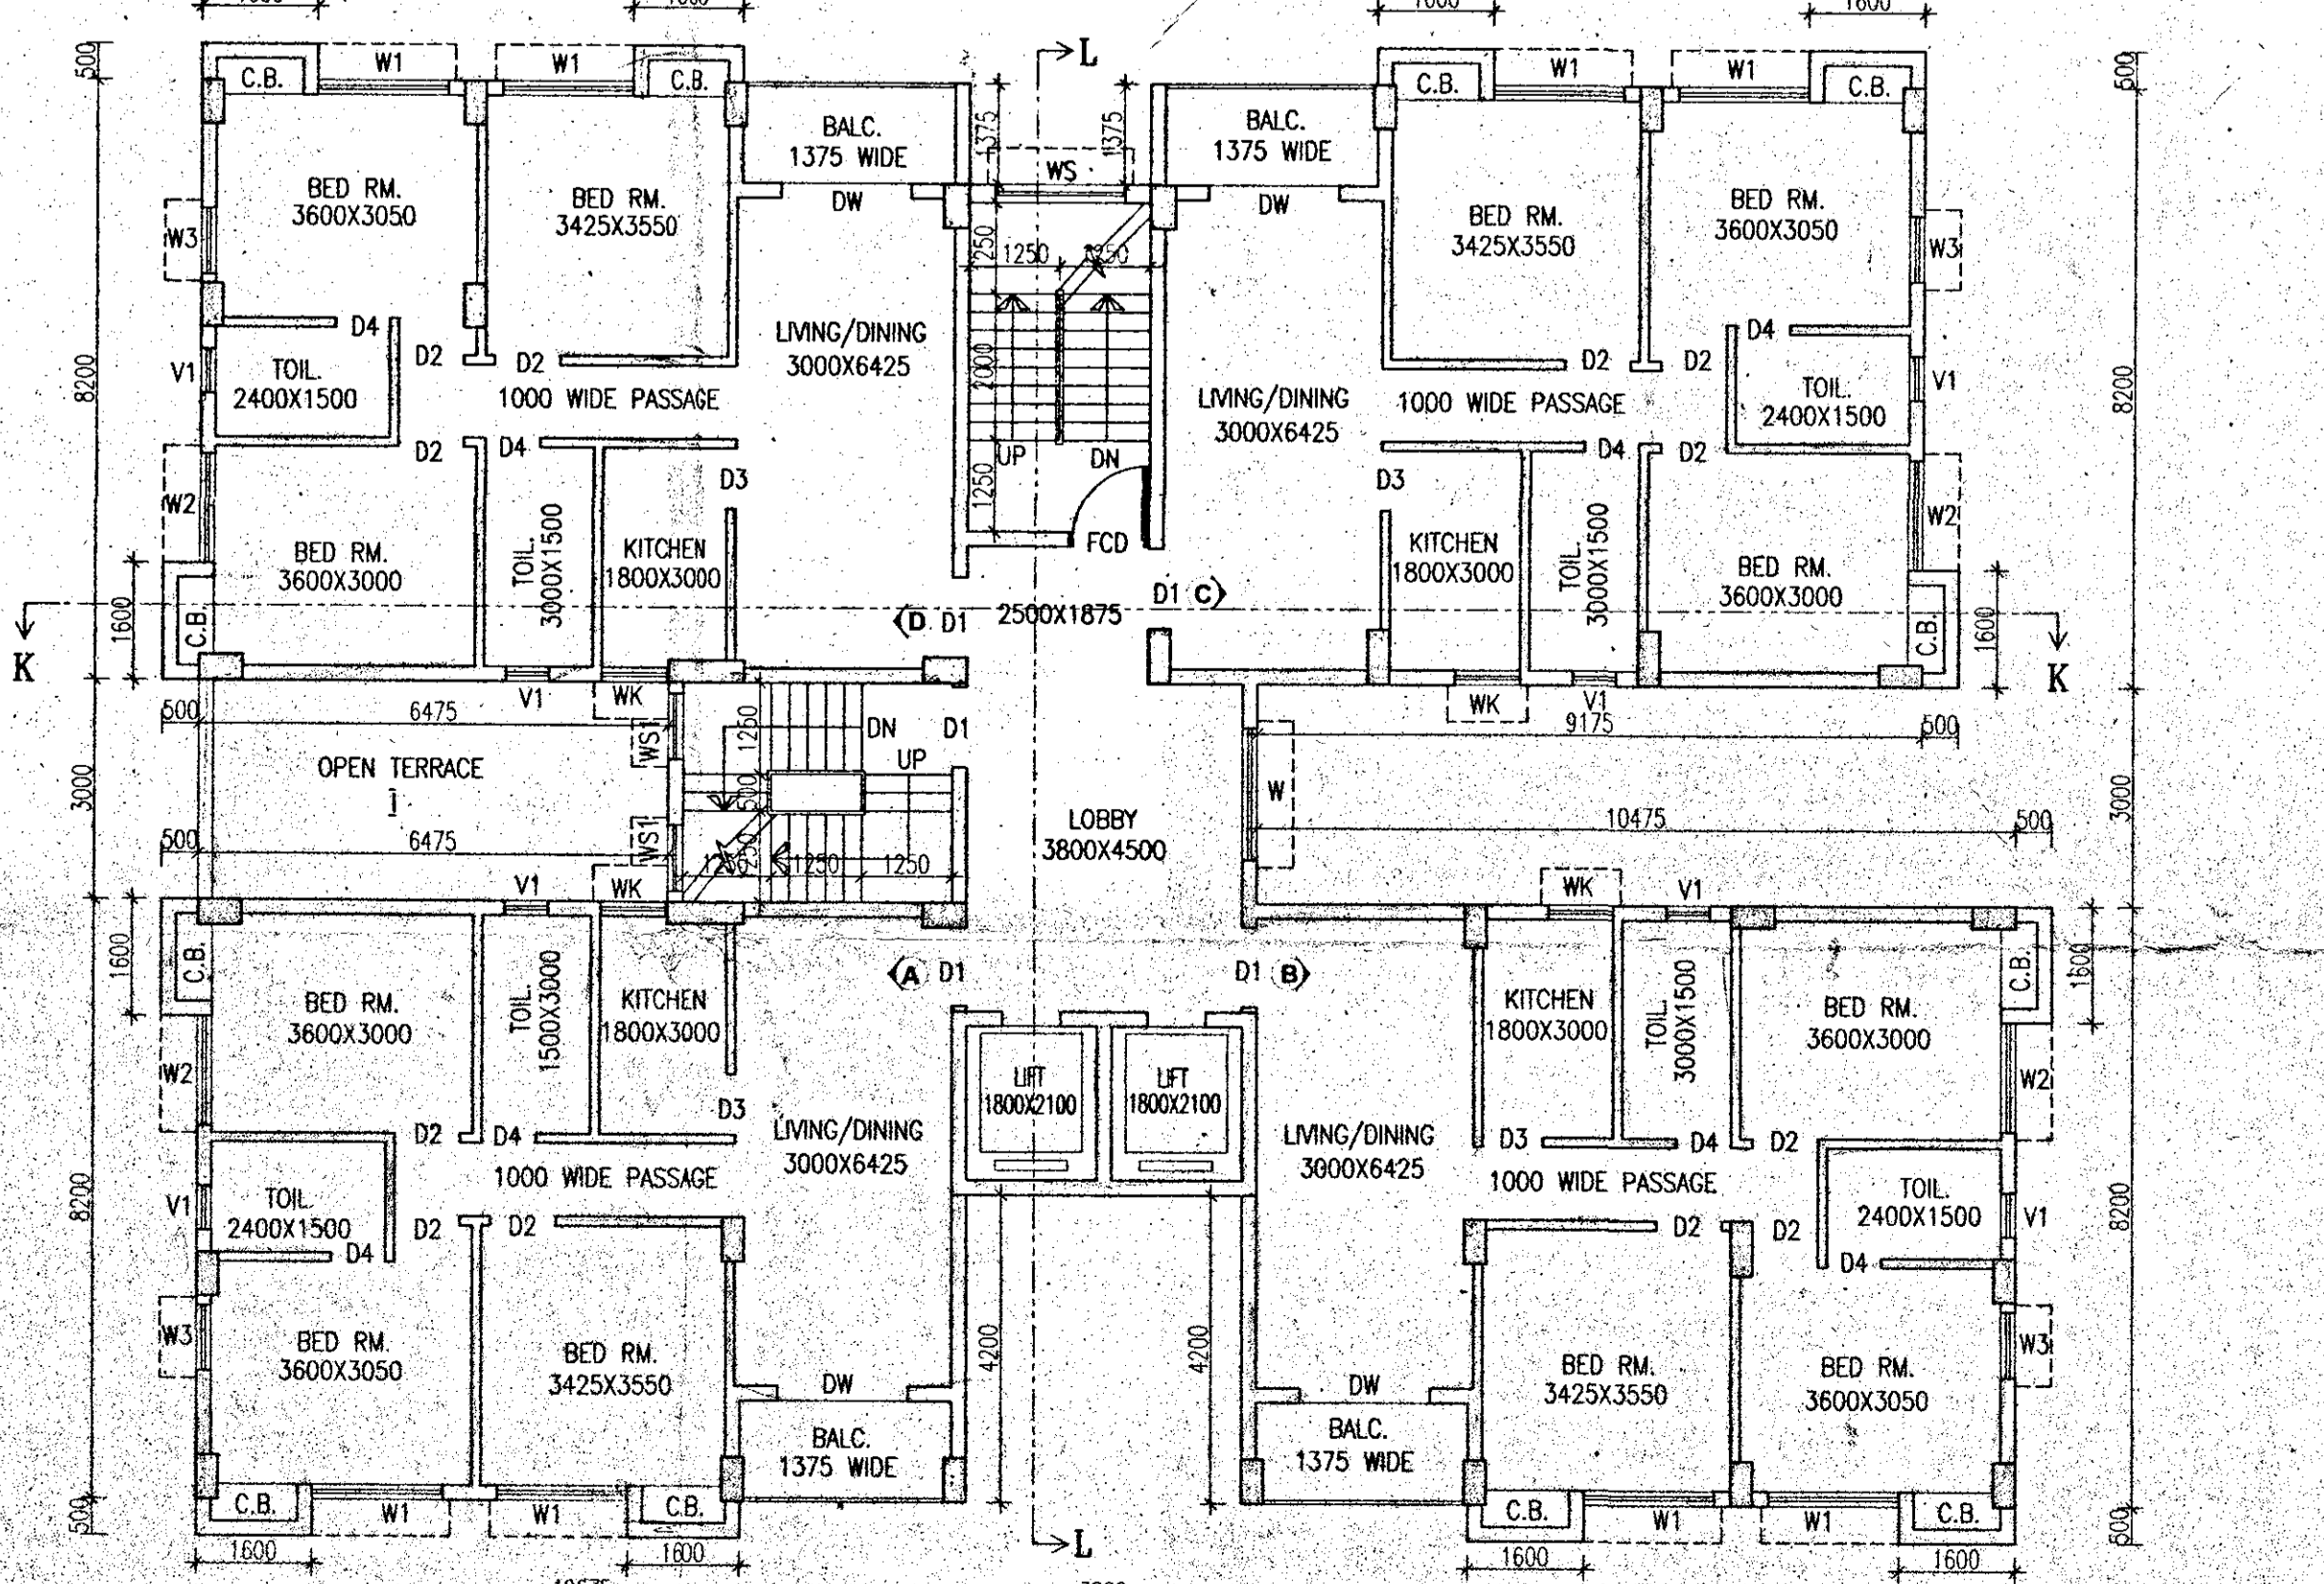 1600
1600
L
500
C.B.
W1
W1
C.B.
C.B.
W1
W1
C.B.
500
BALC.
1375 WIDE
1375
1375
WS
BALC.
1375 WIDE
BED RM.
3600X3050
BED RM.
3425X3550
DW
DW
BED RM.
3425X3550
BED RM.
3600X3050
W3
W3
1250
1250
1250
D4
D2
D2
LIVING/DINING
3000X6425
2000
LIVING/DINING
3000X6425
D2
D2
D4
8200
V1
TOIL.
2400X1500
1000 WIDE PASSAGE
1000 WIDE PASSAGE
TOIL.
2400X1500
V1
8200
D2
D4
D3
UP
DN
D3
D4
D2
W2
1250
W2
BED RM.
3600X3000
TOIL.
3000X1500
KITCHEN
1800X3000
FCD
KITCHEN
1800X3000
TOIL.
3000X1500
BED RM.
3600X3000
1600
C.B.
D D1
2500X1875
D1 C
C.B.
1600
K
K
V1
WK
WK
V1
500
6475
WS1
1250
DN
D1
9175
500
OPEN TERRACE
UP
3000
500
W
3000
LOBBY
3800X4500
10475
500
500
6475
WS1
1250
1250
1250
1250
V1
WK
WK
V1
1600
C.B.
A D1
D1 B
C.B.
1600
BED RM.
3600X3000
TOIL.
1500X3000
KITCHEN
1800X3000
KITCHEN
1800X3000
TOIL.
3000X1500
BED RM.
3600X3000
W2
LIFT
1800X2100
LIFT
1800X2100
W2
D3
D2
D4
LIVING/DINING
3000X6425
LIVING/DINING
3000X6425
D3
D4
D2
8200
V1
TOIL.
2400X1500
1000 WIDE PASSAGE
1000 WIDE PASSAGE
TOIL.
2400X1500
V1
8200
D2
D2
D2
D2
D4
D4
W3
BED RM.
3600X3050
BED RM.
3425X3550
4200
4200
BED RM.
3425X3550
BED RM.
3600X3050
W3
DW
DW
BALC.
1375 WIDE
BALC.
1375 WIDE
500
C.B.
W1
W1
C.B.
C.B.
W1
W1
C.B.
L
1600
1600
1600
1600